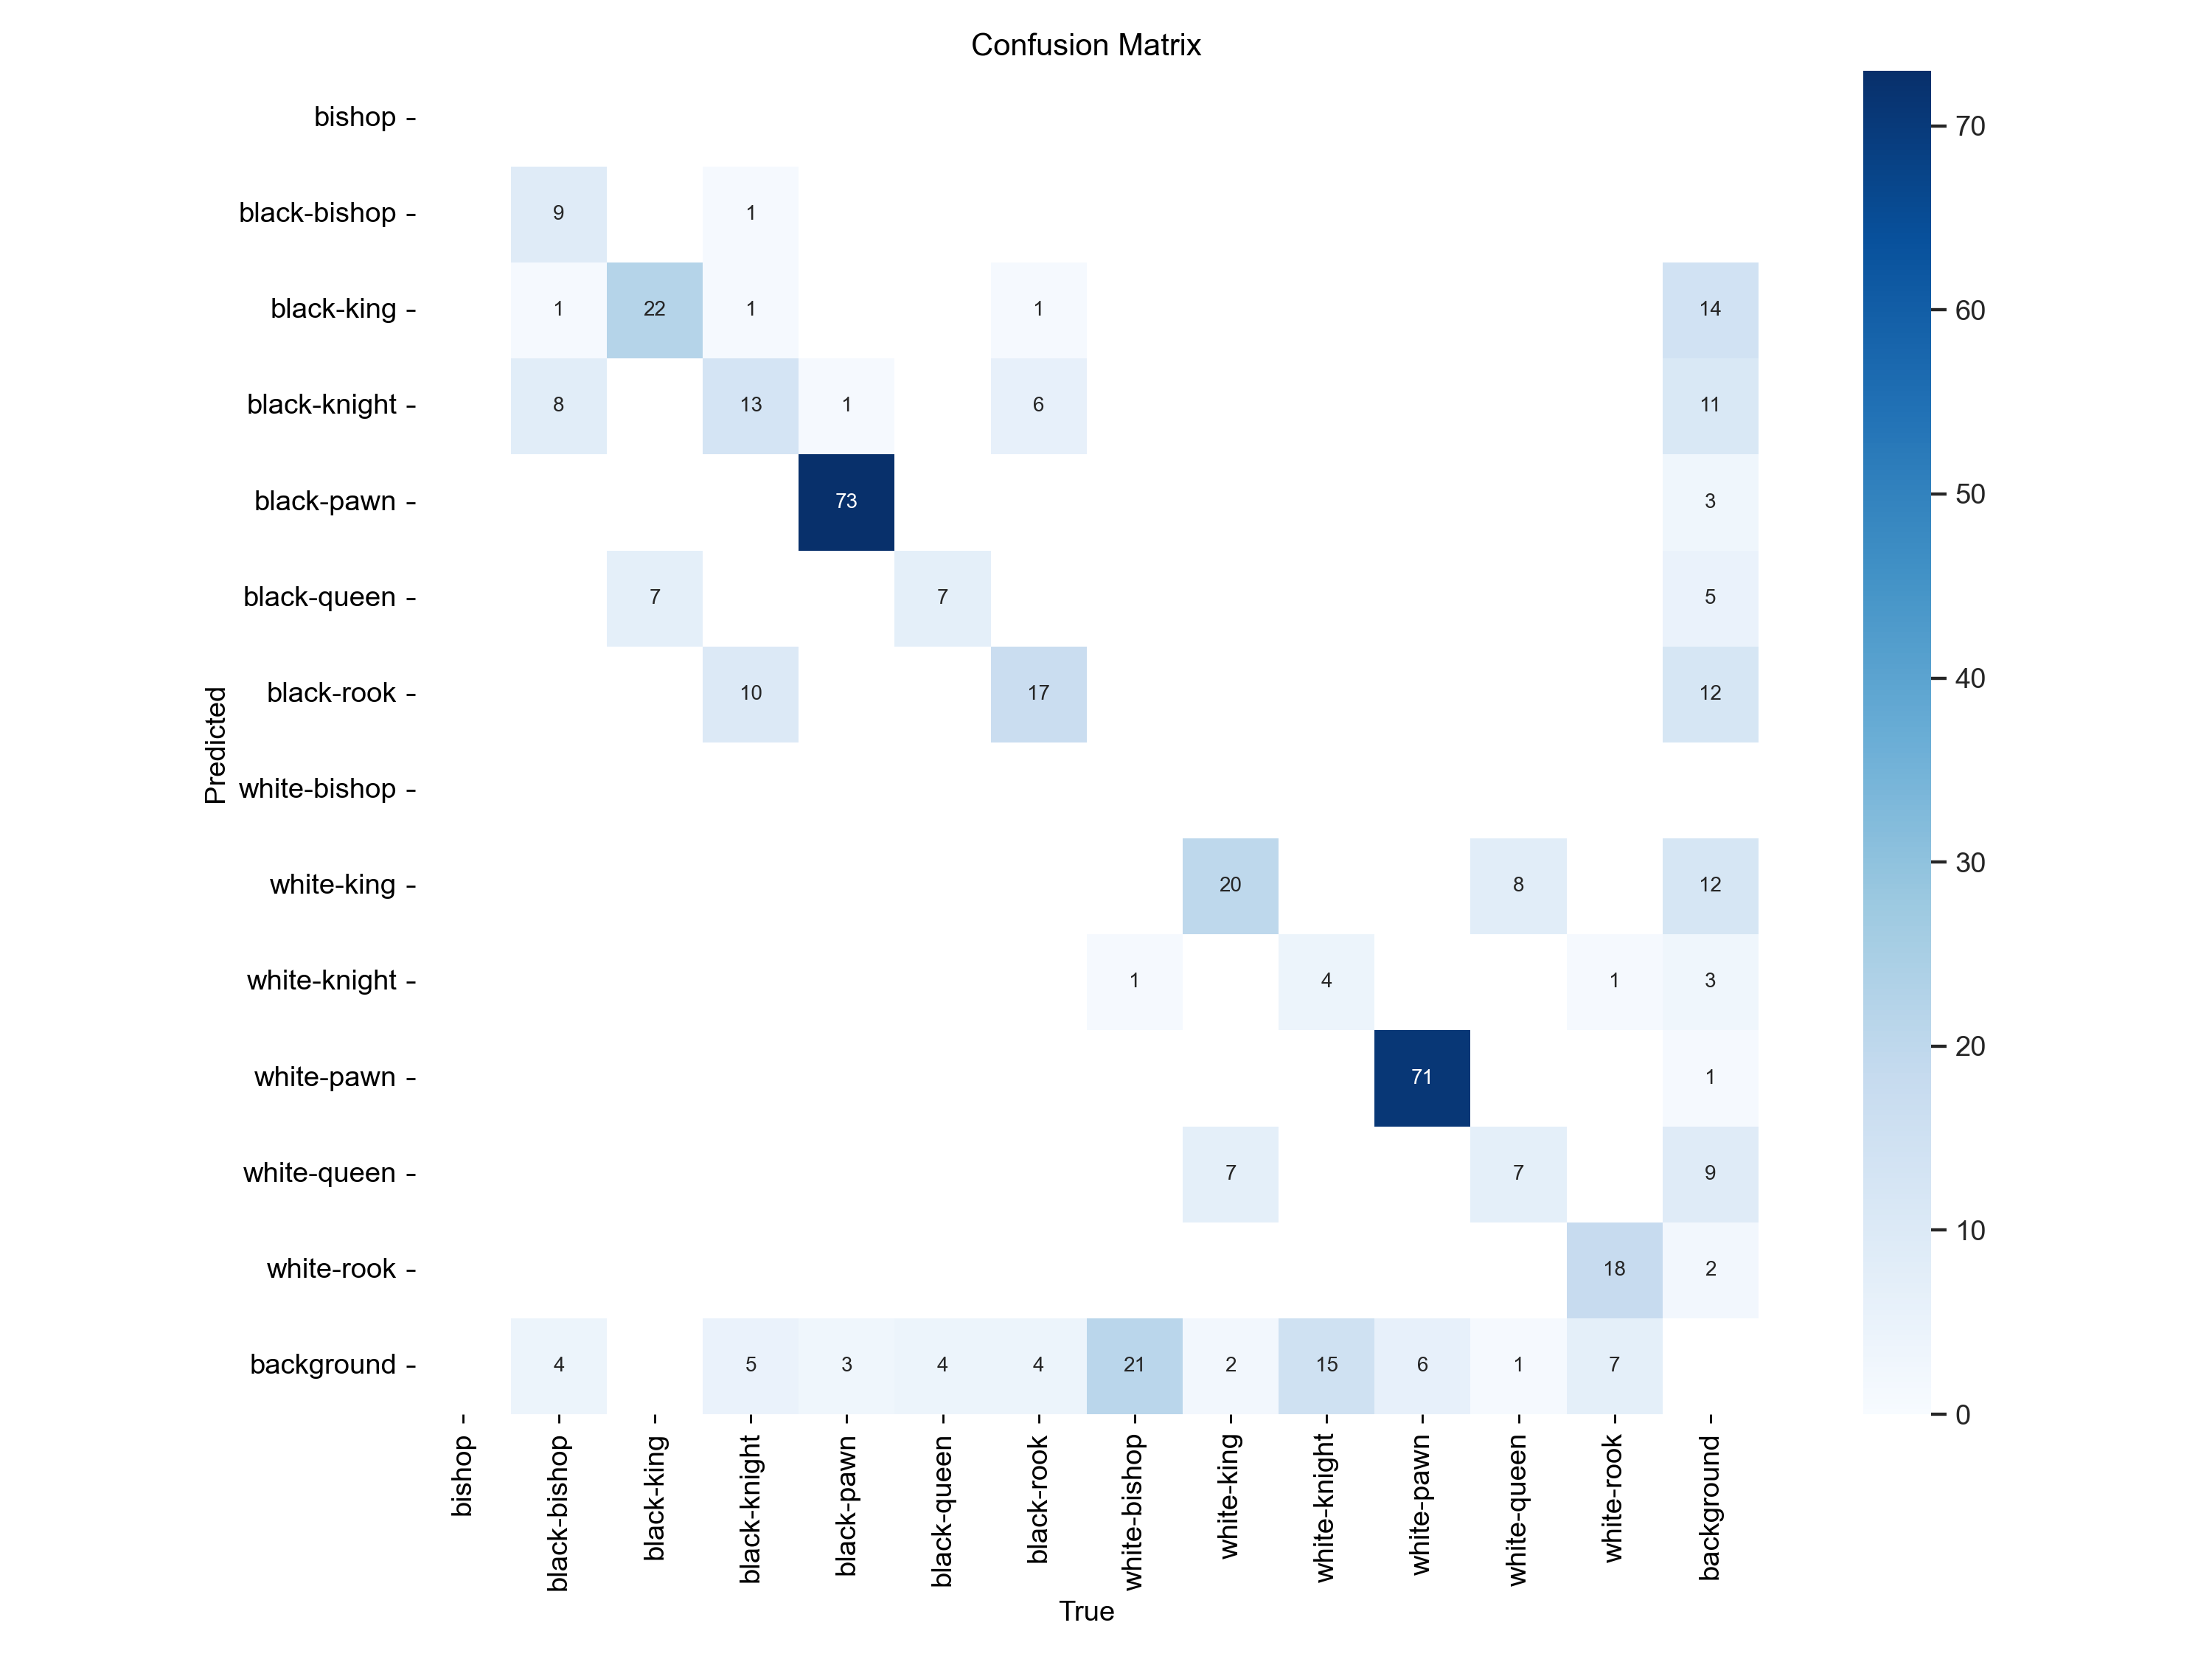 Confusion Matrix
bishop
black-bishop 9 1
black-king 1 22 1 1 14
black-knight 8 13 1 6 11
black-pawn 73 3
black-queen 7 7 5
black-rook 10 17 12
white-bishop
white-king 20 8 12
white-knight 1 4 1 3
white-pawn 71 1
white-queen 7 7 9
white-rook 18 2
background 4 5 3 4 4 21 2 15 6 1 7
Predicted
bishop
black-bishop
black-king
black-knight
black-pawn
black-queen
black-rook
white-bishop
white-king
white-knight
white-pawn
white-queen
white-rook
background
True
70
60
50
40
30
20
10
0